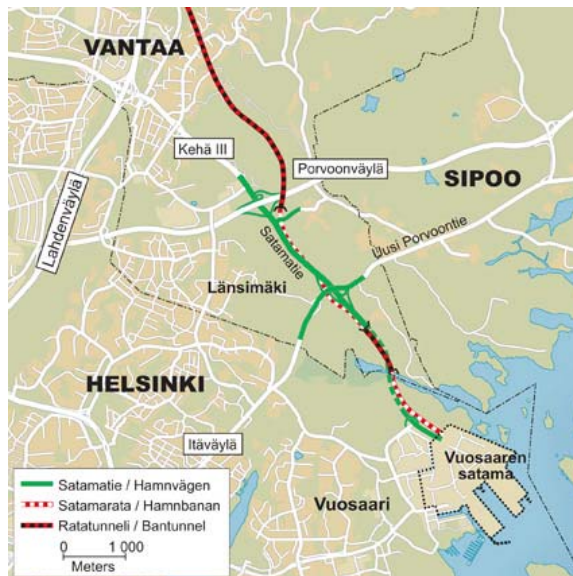 VANTAA
Kehä III
Porvoonväylä
SIPOO
Lahdenväylä
Satamatie
Uusi Porvoontie
Länsimäki
HELSINKI
Itäväylä
Vuosaaren
satama
Vuosaari
Satamatie / Hamnvägen
Satamarata / Hamnbanan
Ratatunneli / Bantunnel
0 1 000
Meters